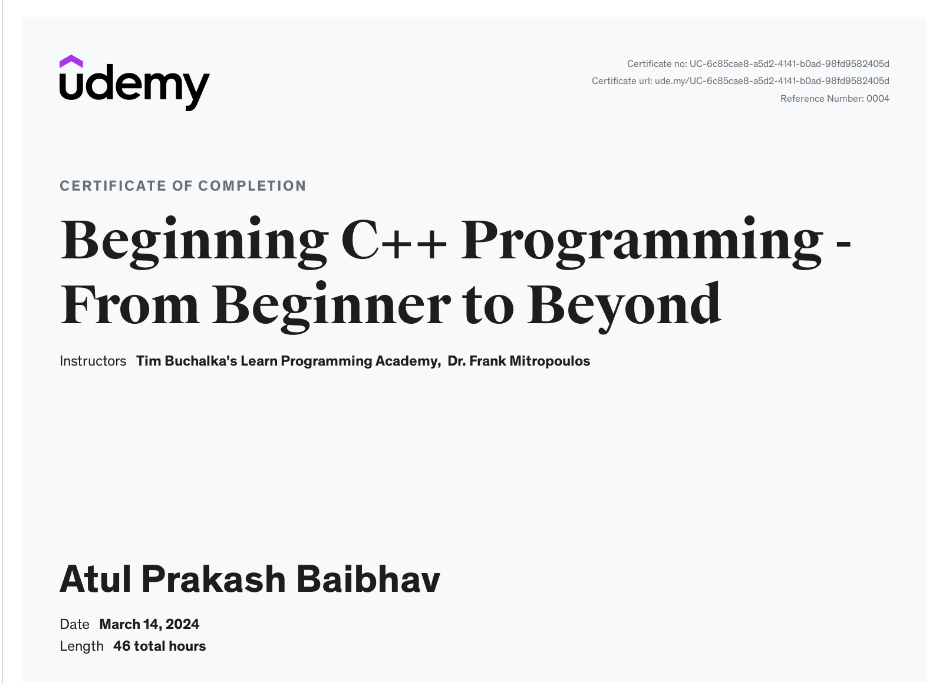 udemy
Certificate no: UC-6c85cae8-a5d2-4141-b0ad-98fd9582405d
Certificate url: ude.my/UC-6c85cae8-a5d2-4141-b0ad-98fd9582405d
Reference Number: 0004
CERTIFICATE OF COMPLETION
Beginning C++ Programming -
From Beginner to Beyond
Instructors Tim Buchalka's Learn Programming Academy, Dr. Frank Mitropoulos
Atul Prakash Baibhav
Date March 14, 2024
Length 46 total hours